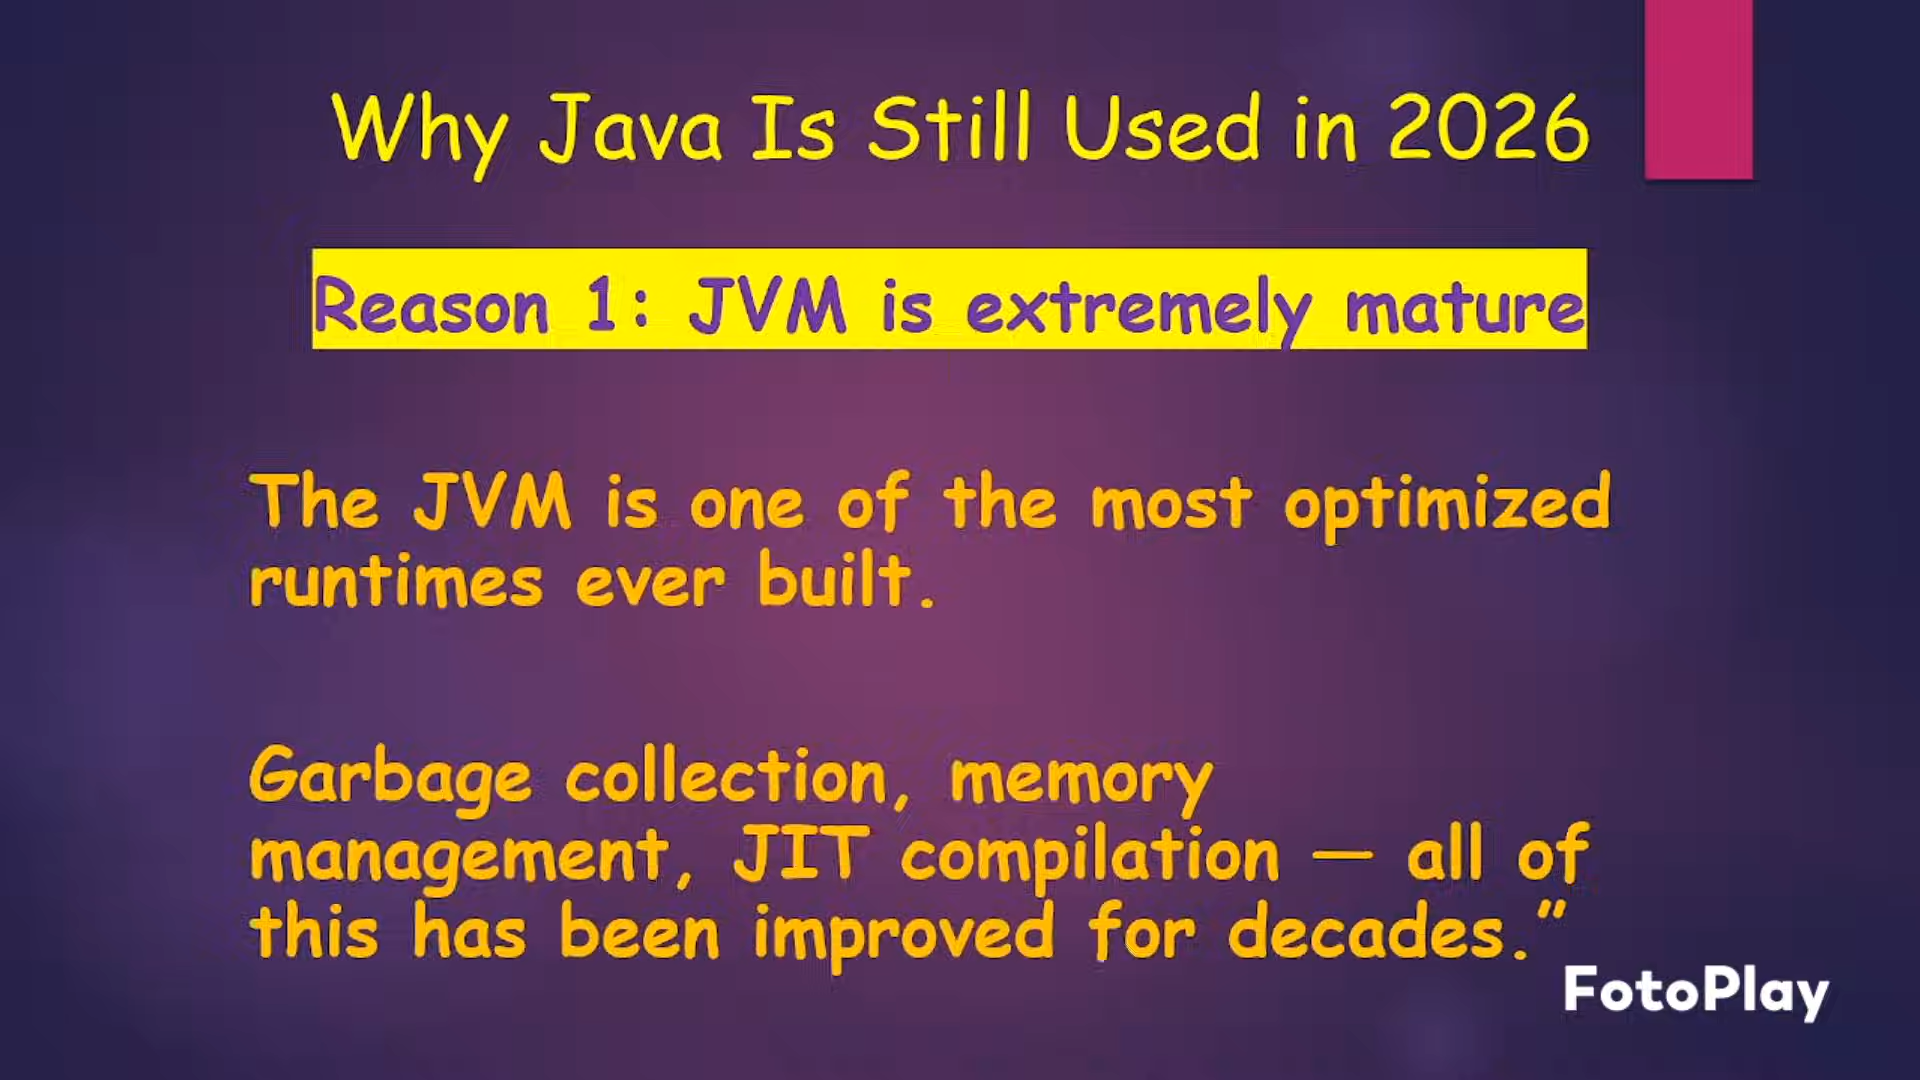 Why Java Is Still Used in 2026
Reason 1: JVM is extremely mature
The JVM is one of the most optimized
runtimes ever built.
Garbage collection, memory
management, JIT compilation — all of
this has been improved for decades.”
FotoPlay